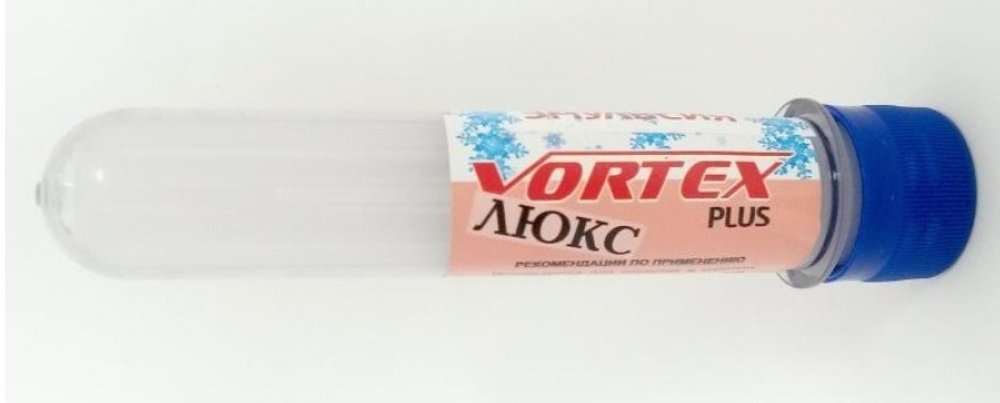 ЭМУЛЬСИЯ
VORTEX
PLUS
ЛЮКС
РЕКОМЕНДАЦИИ ПО ПРИМЕНЕНИЮ